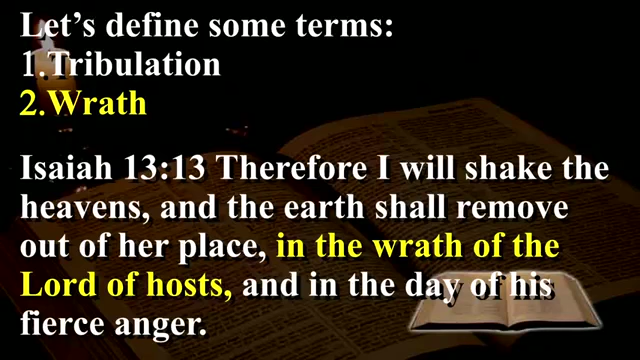 Let's define some terms:
1.Tribulation
2.Wrath
Isaiah 13:13 Therefore I will shake the
heavens, and the earth shall remove
out of her place, in the wrath of the
Lord of hosts, and in the day of his
fierce anger.